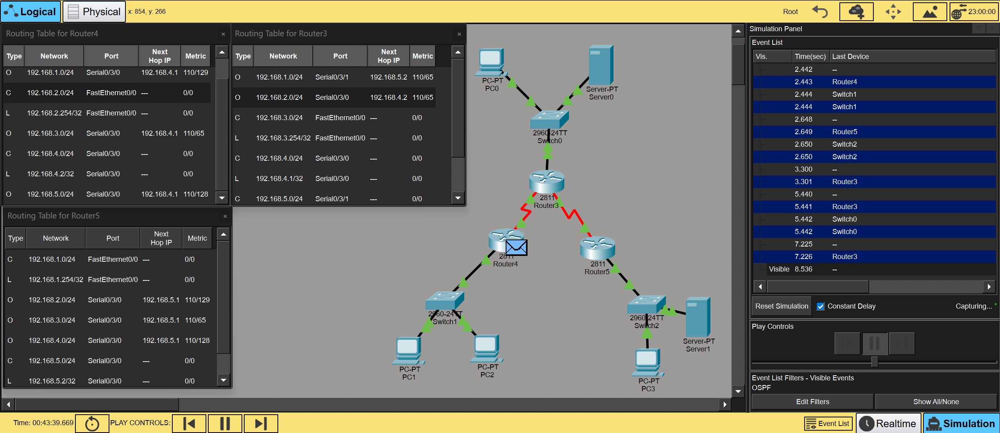 Logical Physical x: 854, y: 266 Root 23:00:00
Routing Table for Router4
Type Network Port Next Hop IP Metric
O 192.168.1.0/24 Serial0/3/0 192.168.4.1 110/129
C 192.168.2.0/24 FastEthernet0/0 --- 0/0
L 192.168.2.254/32 FastEthernet0/0 --- 0/0
O 192.168.3.0/24 Serial0/3/0 192.168.4.1 110/65
C 192.168.4.0/24 Serial0/3/0 --- 0/0
L 192.168.4.2/32 Serial0/3/0 --- 0/0
O 192.168.5.0/24 Serial0/3/0 192.168.4.1 110/128
Routing Table for Router3
Type Network Port Next Hop IP Metric
O 192.168.1.0/24 Serial0/3/1 192.168.5.2 110/65
O 192.168.2.0/24 Serial0/3/0 192.168.4.2 110/65
C 192.168.3.0/24 FastEthernet0/0 --- 0/0
L 192.168.3.254/32 FastEthernet0/0 --- 0/0
C 192.168.4.0/24 Serial0/3/0 --- 0/0
L 192.168.4.1/32 Serial0/3/0 --- 0/0
C 192.168.5.0/24 Serial0/3/1 --- 0/0
Routing Table for Router5
Type Network Port Next Hop IP Metric
C 192.168.1.0/24 FastEthernet0/0 --- 0/0
L 192.168.1.254/32 FastEthernet0/0 --- 0/0
O 192.168.2.0/24 Serial0/3/0 192.168.5.1 110/129
O 192.168.3.0/24 Serial0/3/0 192.168.5.1 110/65
O 192.168.4.0/24 Serial0/3/0 192.168.5.1 110/128
C 192.168.5.0/24 Serial0/3/0 --- 0/0
L 192.168.5.2/32 Serial0/3/0 --- 0/0
PC-PT
PC0
Server-PT
Server0
2960-24TT
Switch0
2811
Router3
2811
Router4
2811
Router5
2960-24TT
Switch1
2960-24TT
Switch2
PC-PT
PC1
PC-PT
PC2
Server-PT
Server1
PC-PT
PC3
Simulation Panel
Event List
Vis. Time(sec) Last Device
2.442 --
2.443 Router4
2.444 Switch1
2.444 Switch1
2.648 --
2.649 Router5
2.650 Switch2
2.650 Switch2
3.300 --
3.301 Router3
5.440 --
5.441 Router3
5.442 Switch0
5.442 Switch0
7.225 --
7.226 Router3
Visible 8.536 --
Reset Simulation Constant Delay Capturing... *
Play Controls
Event List Filters - Visible Events
OSPF
Edit Filters Show All/None
Time: 00:43:39.669 PLAY CONTROLS: Event List Realtime Simulation